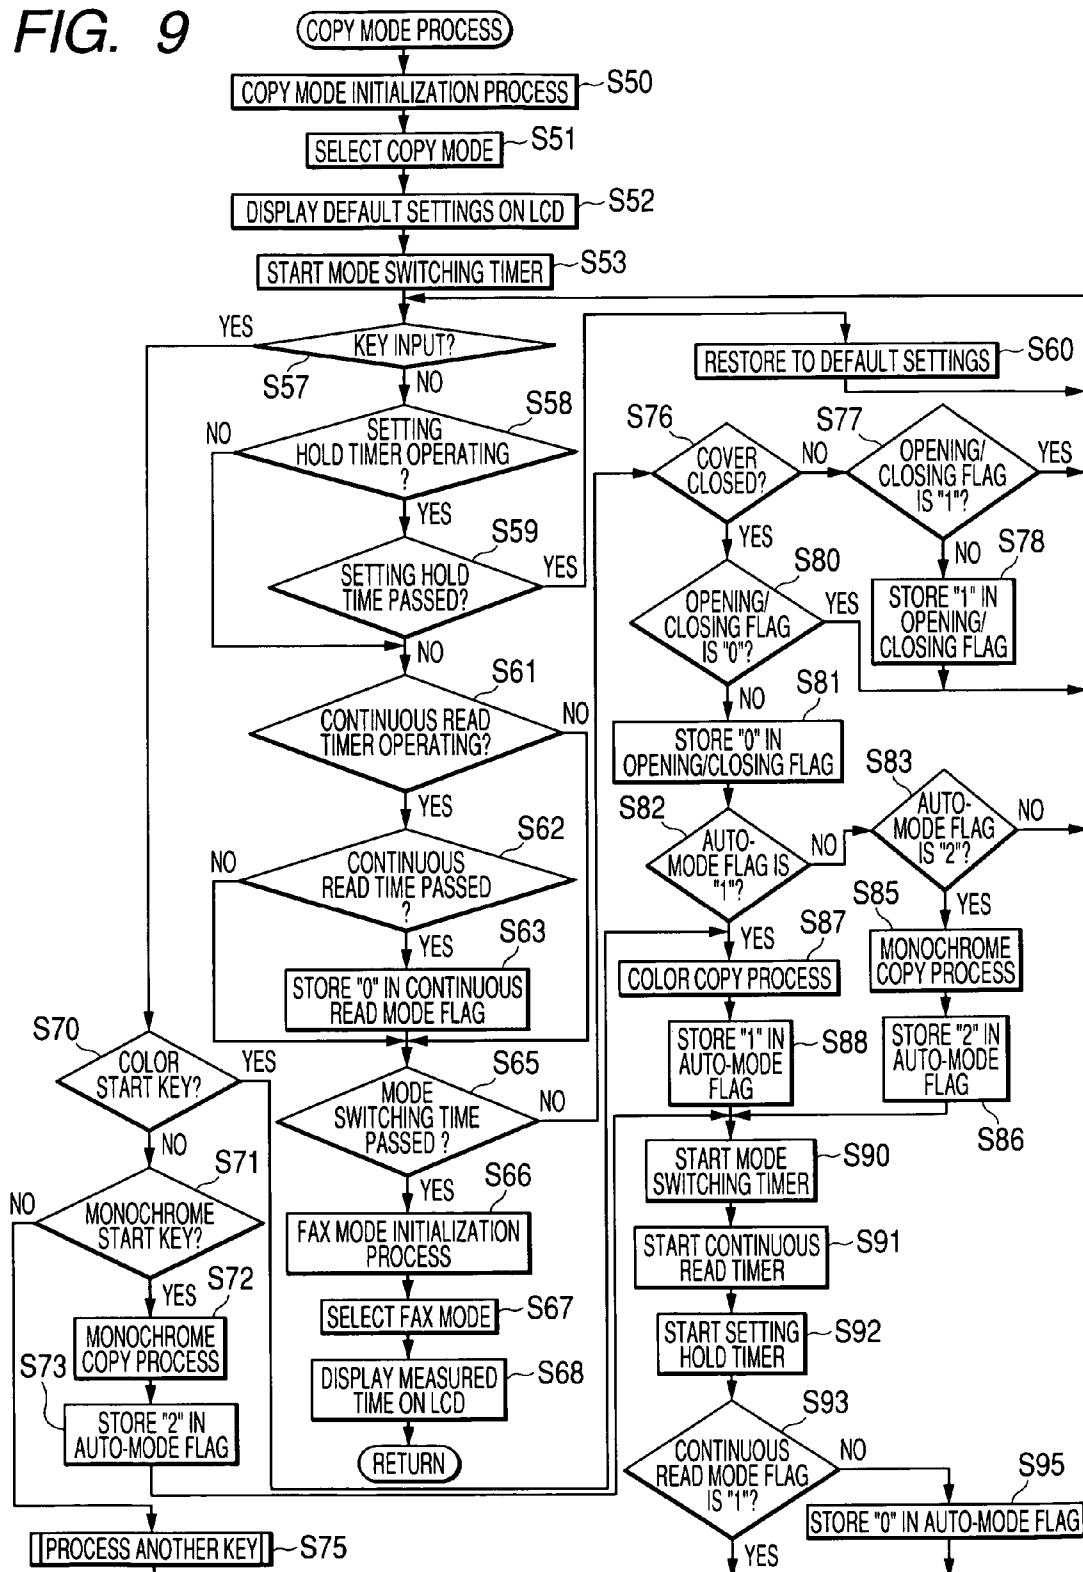 FIG. 9
COPY MODE PROCESS
COPY MODE INITIALIZATION PROCESS
S50
SELECT COPY MODE
S51
DISPLAY DEFAULT SETTINGS ON LCD
S52
START MODE SWITCHING TIMER
S53
YES
KEY INPUT?
S57
NO
RESTORE TO DEFAULT SETTINGS
S60
S58
NO
SETTING
HOLD TIMER OPERATING
?
YES
S59
SETTING HOLD
TIME PASSED?
YES
NO
S61
CONTINUOUS READ
TIMER OPERATING?
NO
YES
S62
NO
CONTINUOUS
READ TIME PASSED
?
YES
S63
STORE "0" IN CONTINUOUS
READ MODE FLAG
S65
MODE
SWITCHING TIME
PASSED ?
NO
YES
S66
FAX MODE INITIALIZATION
PROCESS
SELECT FAX MODE
S67
DISPLAY MEASURED
TIME ON LCD
S68
RETURN
S70
COLOR
START KEY?
YES
NO
S71
NO
MONOCHROME
START KEY?
YES
S72
MONOCHROME
COPY PROCESS
S73
STORE "2" IN
AUTO-MODE FLAG
PROCESS ANOTHER KEY
S75
S76
COVER
CLOSED?
NO
YES
S77
OPENING/
CLOSING FLAG
IS "1"?
YES
NO
S78
STORE "1" IN
OPENING/
CLOSING FLAG
S80
OPENING/
CLOSING FLAG
IS "0"?
YES
NO
S81
STORE "0" IN
OPENING/CLOSING FLAG
S82
AUTO-
MODE FLAG IS
"1"?
NO
YES
S83
AUTO-
MODE FLAG
IS "2"?
NO
YES
S85
MONOCHROME
COPY PROCESS
STORE "2" IN
AUTO-MODE
FLAG
S86
S87
COLOR COPY PROCESS
STORE "1" IN
AUTO-MODE
FLAG
S88
START MODE
SWITCHING TIMER
S90
START CONTINUOUS
READ TIMER
S91
START SETTING
HOLD TIMER
S92
S93
CONTINUOUS
READ MODE FLAG
IS "1"?
NO
YES
S95
STORE "0" IN AUTO-MODE FLAG